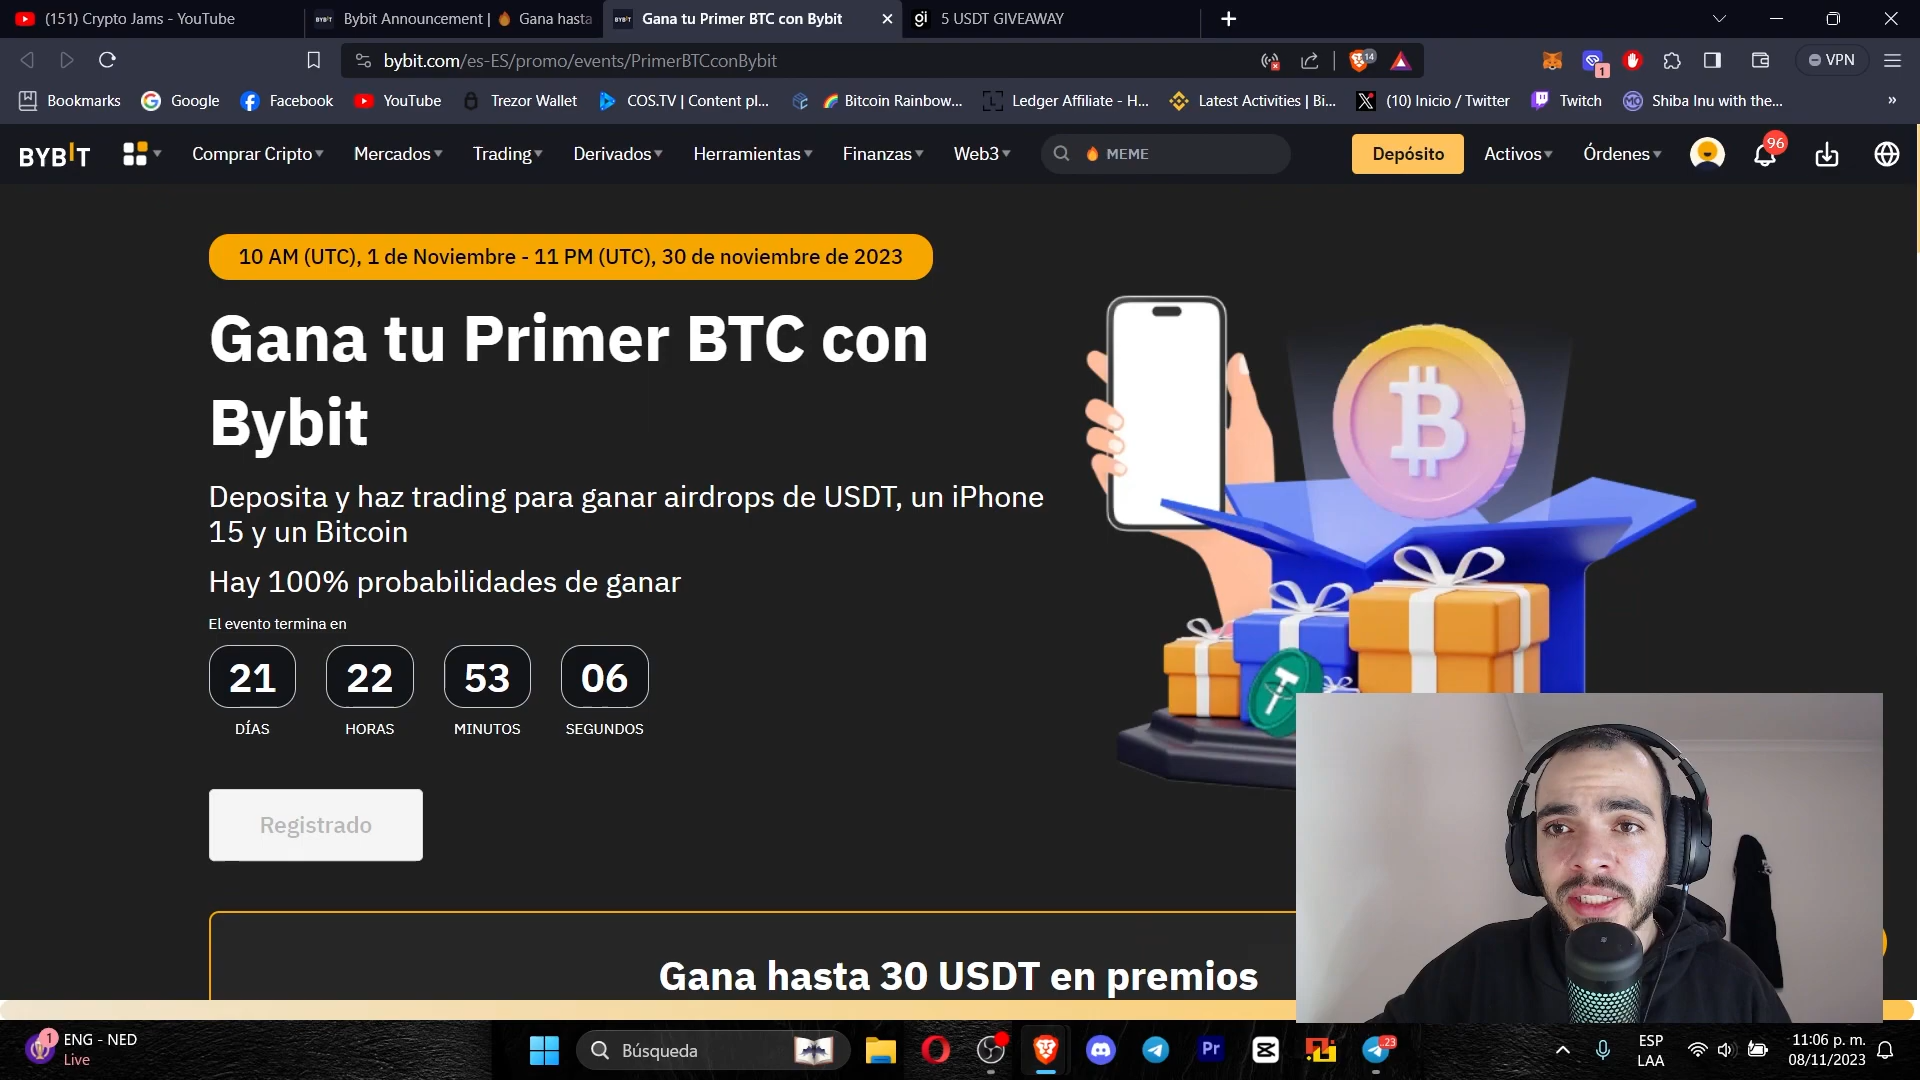 (151) Crypto Jams - YouTube
Bybit Announcement | 🔥 Gana hasta
Gana tu Primer BTC con Bybit
5 USDT GIVEAWAY
bybit.com/es-ES/promo/events/PrimerBTCconBybit
14
1
VPN
Bookmarks
Google
Facebook
YouTube
Trezor Wallet
COS.TV | Content pl...
Bitcoin Rainbow...
Ledger Affiliate - H...
Latest Activities | Bi...
(10) Inicio / Twitter
Twitch
Shiba Inu with the...
»
BYBIT
Comprar Cripto
Mercados
Trading
Derivados
Herramientas
Finanzas
Web3
🔥 MEME
Depósito
Activos
Órdenes
96
10 AM (UTC), 1 de Noviembre - 11 PM (UTC), 30 de noviembre de 2023
Gana tu Primer BTC con
Bybit
Deposita y haz trading para ganar airdrops de USDT, un iPhone
15 y un Bitcoin
Hay 100% probabilidades de ganar
El evento termina en
21 22 53 06
DÍAS HORAS MINUTOS SEGUNDOS
Registrado
Gana hasta 30 USDT en premios
1
ENG - NED
Live
Búsqueda
Pr
23
ESP
LAA
11:06 p. m.
08/11/2023